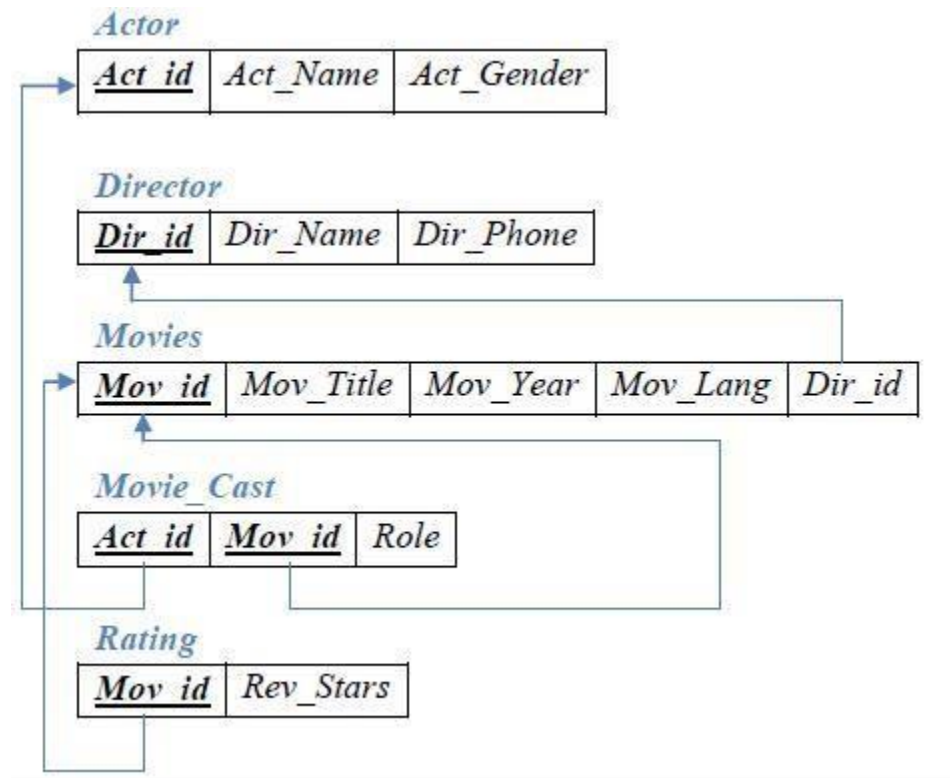 Actor
Act_id Act_Name Act_Gender
Director
Dir_id Dir_Name Dir_Phone
Movies
Mov_id Mov_Title Mov_Year Mov_Lang Dir_id
Movie_Cast
Act_id Mov_id Role
Rating
Mov_id Rev_Stars